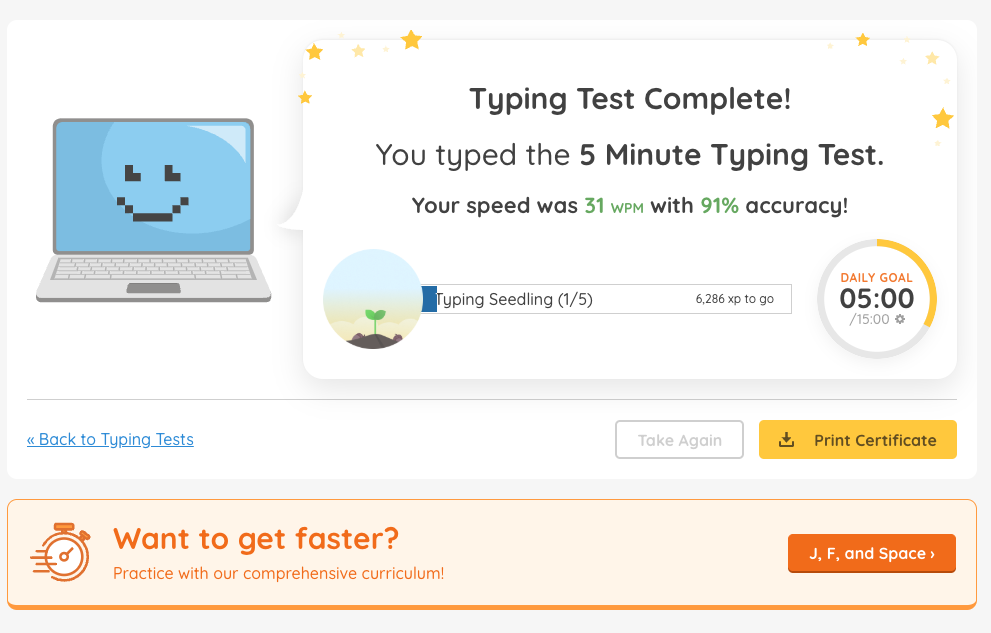 Typing Test Complete!
You typed the 5 Minute Typing Test.
Your speed was 31 WPM with 91% accuracy!
Typing Seedling (1/5)
6,286 xp to go
DAILY GOAL
05:00
/15:00
« Back to Typing Tests
Take Again
Print Certificate
Want to get faster?
Practice with our comprehensive curriculum!
J, F, and Space ›